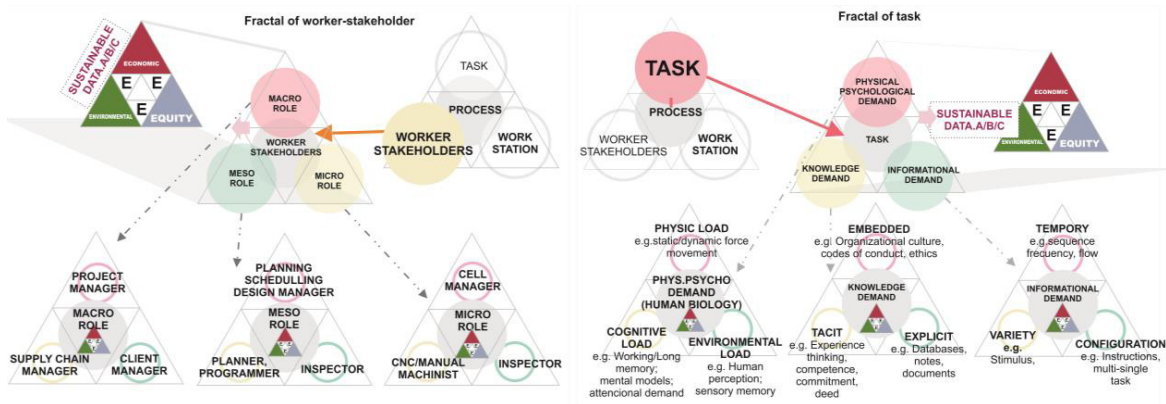 Fractal of worker-stakeholder
SUSTAINABLE
DATA.A/B/C
ECONOMIC
E
E
E
ENVIRONMENTAL
EQUITY
MACRO
ROLE
WORKER
STAKEHOLDERS
MESO
ROLE
MICRO
ROLE
TASK
PROCESS
WORKER
STAKEHOLDERS
WORK
STATION
PROJECT
MANAGER
MACRO
ROLE
SUPPLY CHAIN
MANAGER
CLIENT
MANAGER
PLANNING
SCHEDULLING
DESIGN MANAGER
MESO
ROLE
PLANNER,
PROGRAMMER
INSPECTOR
CELL
MANAGER
MICRO
ROLE
CNC/MANUAL
MACHINIST
INSPECTOR
Fractal of task
TASK
PROCESS
WORKER
STAKEHOLDERS
WORK
STATION
PHYSICAL
PSYCHOLOGICAL
DEMAND
TASK
KNOWLEDGE
DEMAND
INFORMATIONAL
DEMAND
SUSTAINABLE
DATA.A/B/C
ECONOMIC
E
E
E
ENVIRONMENTAL
EQUITY
PHYSIC LOAD
e.g.static/dynamic force
movement
PHYS.PSYCHO
DEMAND
(HUMAN BIOLOGY)
COGNITIVE
LOAD
e.g. Working/Long
memory;
mental models;
attencional demand
ENVIRONMENTAL
LOAD
e.g. Human
perception;
sensory memory
EMBEDDED
e.g. Organizational culture,
codes of conduct, ethics
KNOWLEDGE
DEMAND
TACIT
e.g. Experience
thinking,
competence,
commitment,
deed
EXPLICIT
e.g. Databases,
notes,
documents
TEMPORY
e.g.sequence
frecuency, flow
INFORMATIONAL
DEMAND
VARIETY
e.g.
Stimulus,
CONFIGURATION
e.g. Instructions,
multi-single
task